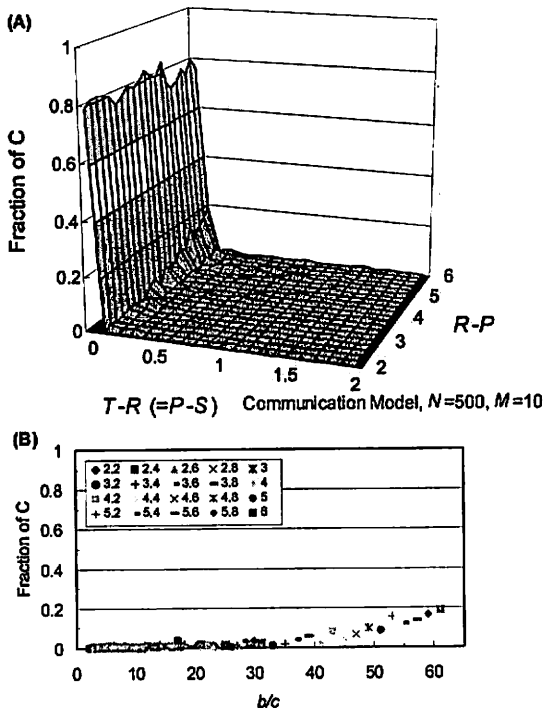 (A)
1
0.8
0.6
0.4
0.2
0
Fraction of C
0
0.5
1
1.5
2
T-R (=P-S)
2
3
4
5
6
R-P
Communication Model, N=500, M=10
(B)
1
0.8
0.6
0.4
0.2
0
Fraction of C
2.2 2.4 2.6 2.8 3
3.2 3.4 3.6 3.8 4
4.2 4.4 4.6 4.8 5
5.2 5.4 5.6 5.8 6
0 10 20 30 40 50 60
b/c